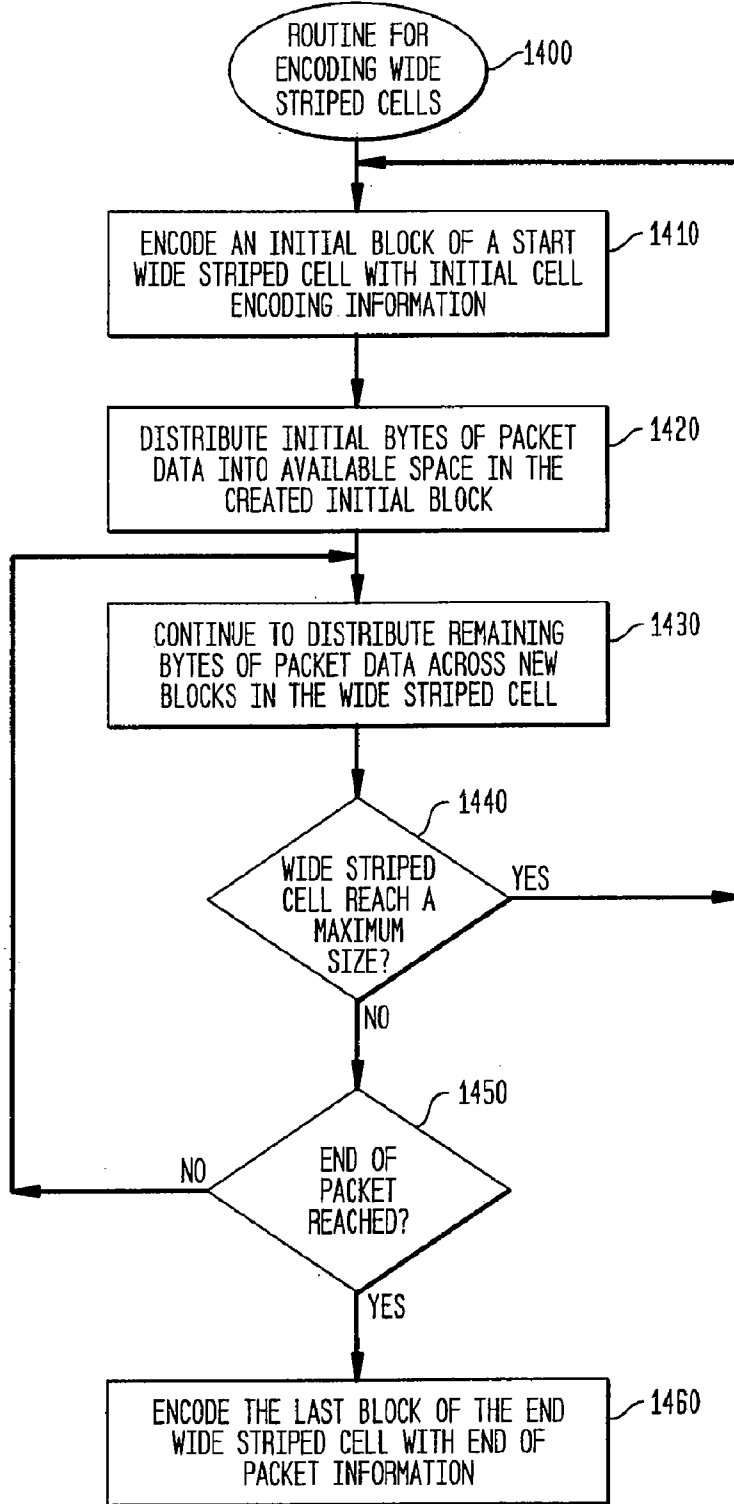 ROUTINE FOR
ENCODING WIDE
STRIPED CELLS
1400
ENCODE AN INITIAL BLOCK OF A START
WIDE STRIPED CELL WITH INITIAL CELL
ENCODING INFORMATION
1410
DISTRIBUTE INITIAL BYTES OF PACKET
DATA INTO AVAILABLE SPACE IN THE
CREATED INITIAL BLOCK
1420
CONTINUE TO DISTRIBUTE REMAINING
BYTES OF PACKET DATA ACROSS NEW
BLOCKS IN THE WIDE STRIPED CELL
1430
1440
WIDE STRIPED
CELL REACH A
MAXIMUM
SIZE?
YES
NO
1450
END OF
PACKET
REACHED?
NO
YES
ENCODE THE LAST BLOCK OF THE END
WIDE STRIPED CELL WITH END OF
PACKET INFORMATION
1460